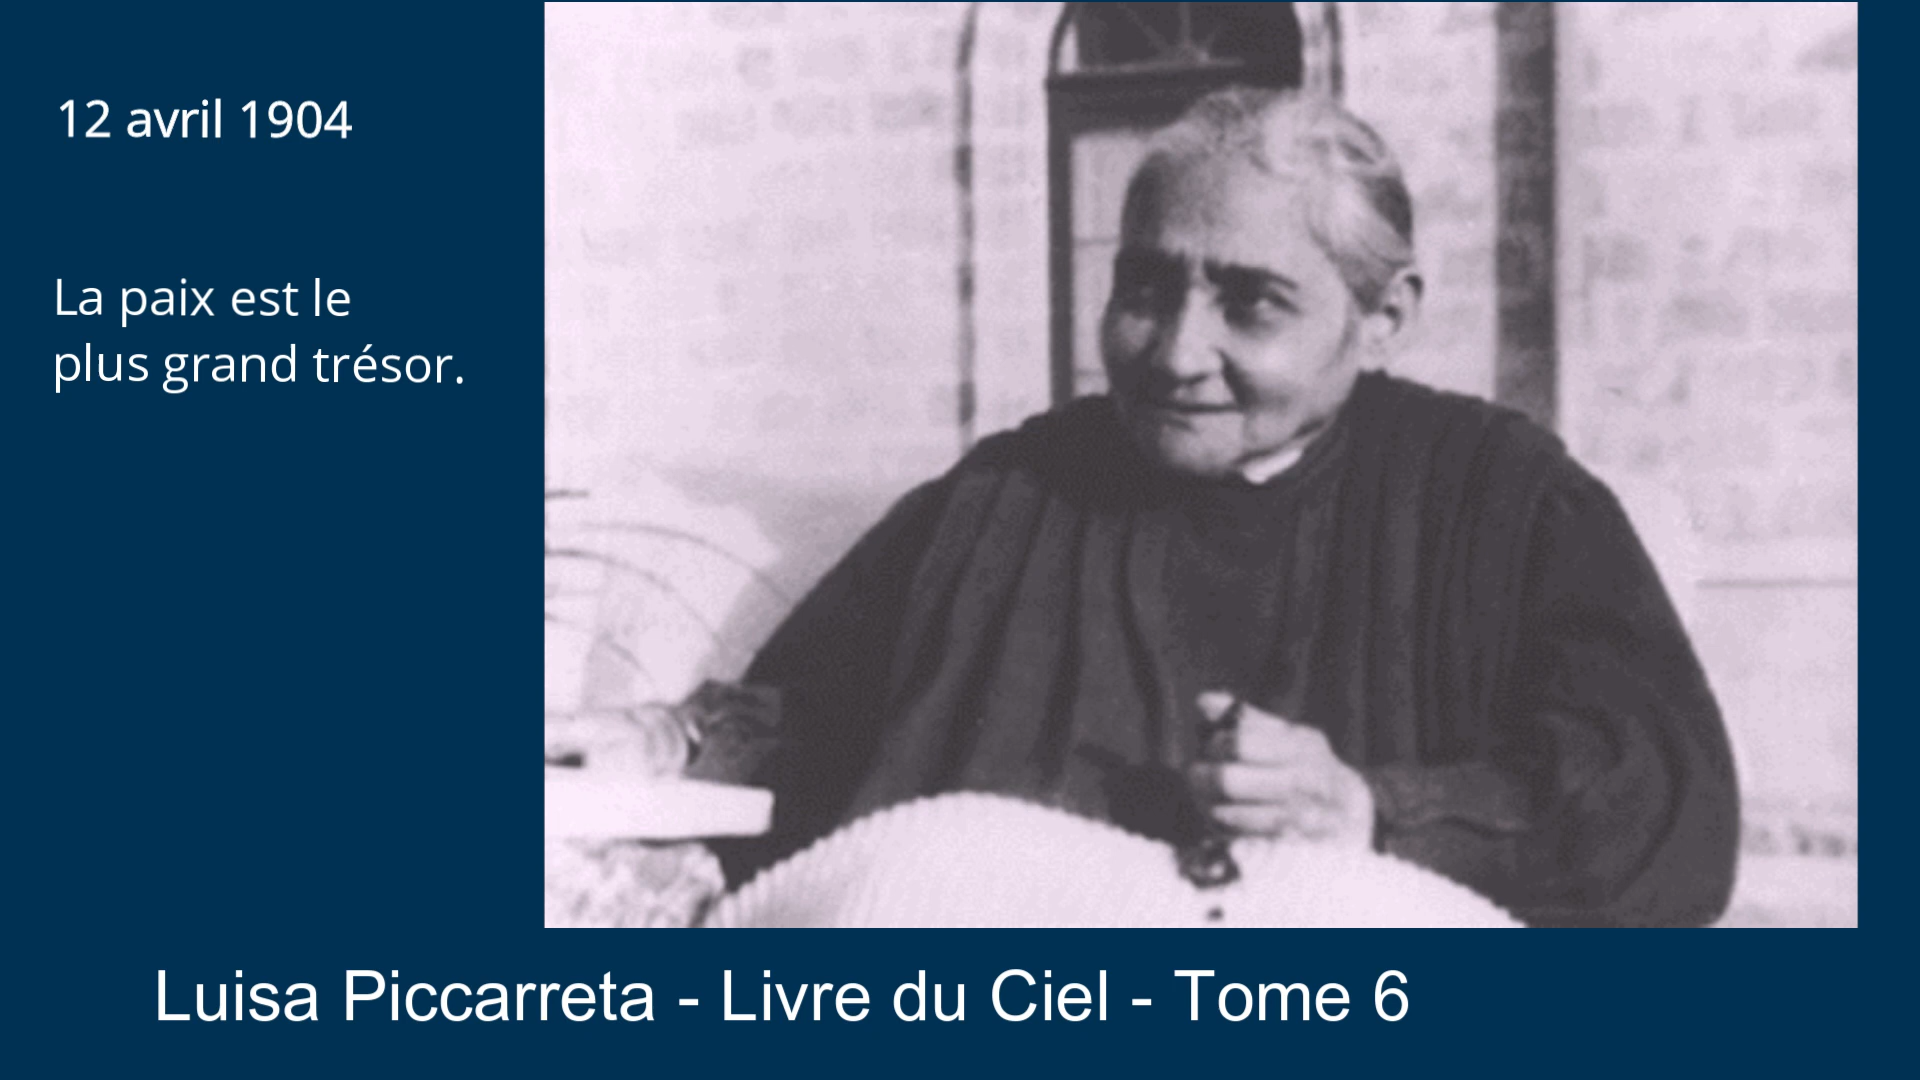 12 avril 1904
La paix est le
plus grand trésor.
Luisa Piccarreta - Livre du Ciel - Tome 6